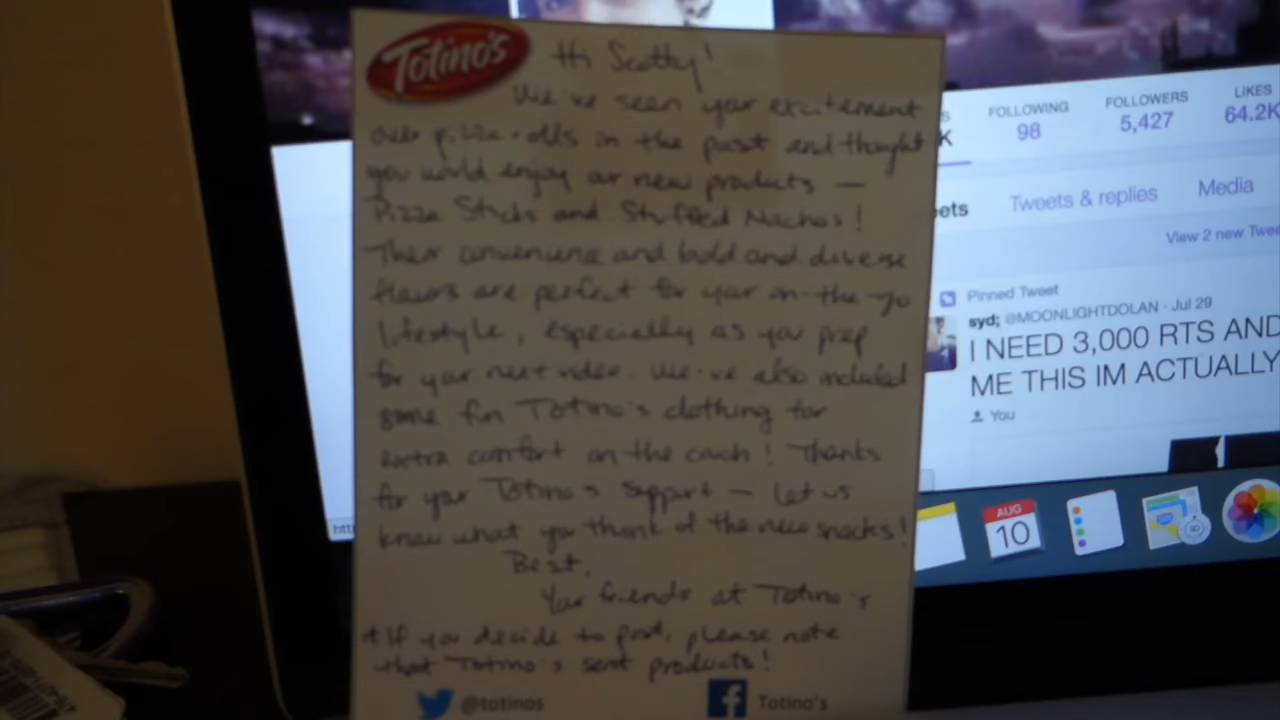 Totino's
Hi Scotty!
We've seen your excitement
over pizza rolls in the past and thought
you would enjoy our new products —
Pizza Sticks and Stuffed Nachos!
Their convenience and bold and diverse
flavors are perfect for your on-the-go
lifestyle, especially as you prep
for your next video. We've also included
some fun Totino's clothing for
extra comfort on the couch! Thanks
for your Totino's support — Let us
know what you think of the new snacks!
Best,
Your friends at Totino's
* If you decide to post, please note
that Totino's sent products!
@totinos
Totino's
K
FOLLOWING
98
FOLLOWERS
5,427
LIKES
64.2K
ets
Tweets & replies
Media
View 2 new Twee
Pinned Tweet
syd; @MOONLIGHTDOLAN · Jul 29
I NEED 3,000 RTS AND
ME THIS IM ACTUALLY
You
AUG
10
3D
htt